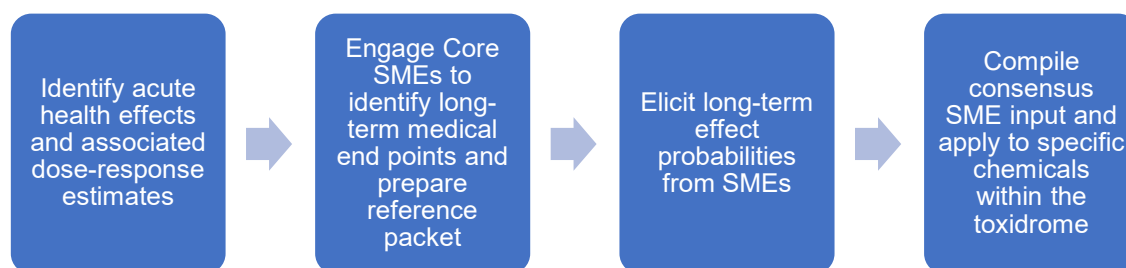 Identify acute
health effects
and associated
dose-response
estimates
Engage Core
SMEs to
identify long-
term medical
end points and
prepare
reference
packet
Elicit long-term
effect
probabilities
from SMEs
Compile
consensus
SME input and
apply to specific
chemicals
within the
toxidrome